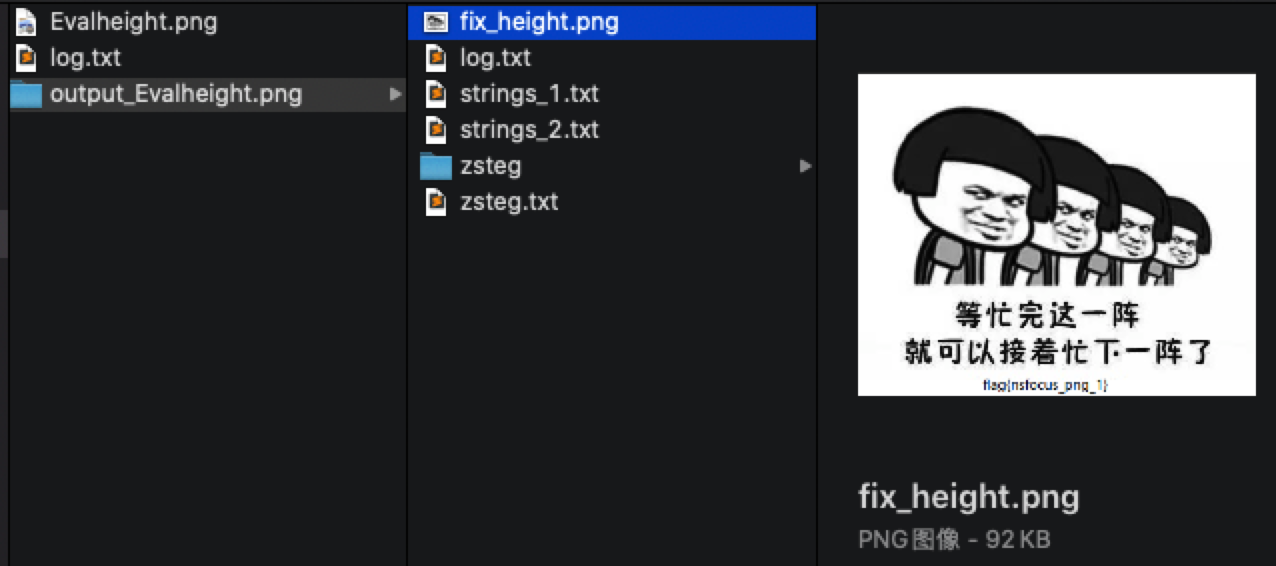 Evalheight.png
log.txt
output_Evalheight.png
fix_height.png
log.txt
strings_1.txt
strings_2.txt
zsteg
zsteg.txt
等忙完这一阵
就可以接着忙下一阵了
flag{nsfocus_png_1}
fix_height.png
PNG图像 - 92 KB